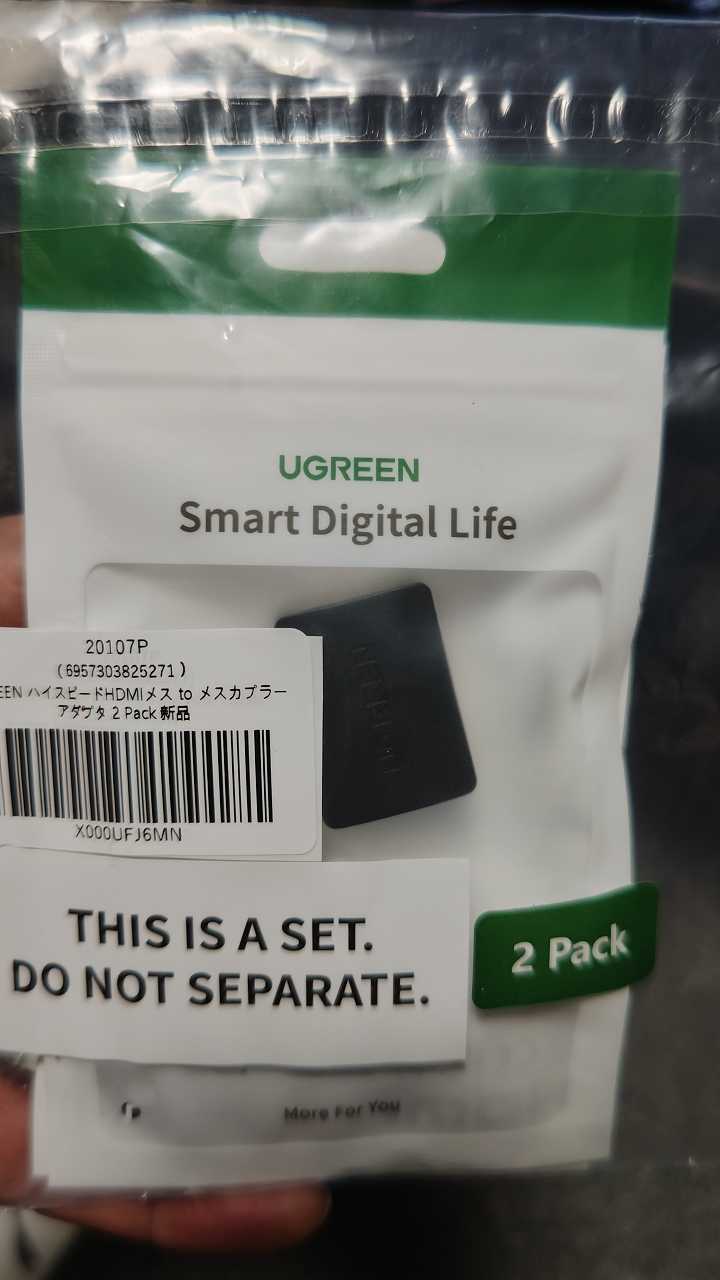 UGREEN
Smart Digital Life
UGREEN
20107P
(6957303825271)
EEN ハイスピードHDMIメス to メスカプラー
アダプタ 2 Pack 新品
X000UFJ6MN
THIS IS A SET.
DO NOT SEPARATE.
2 Pack
More For You